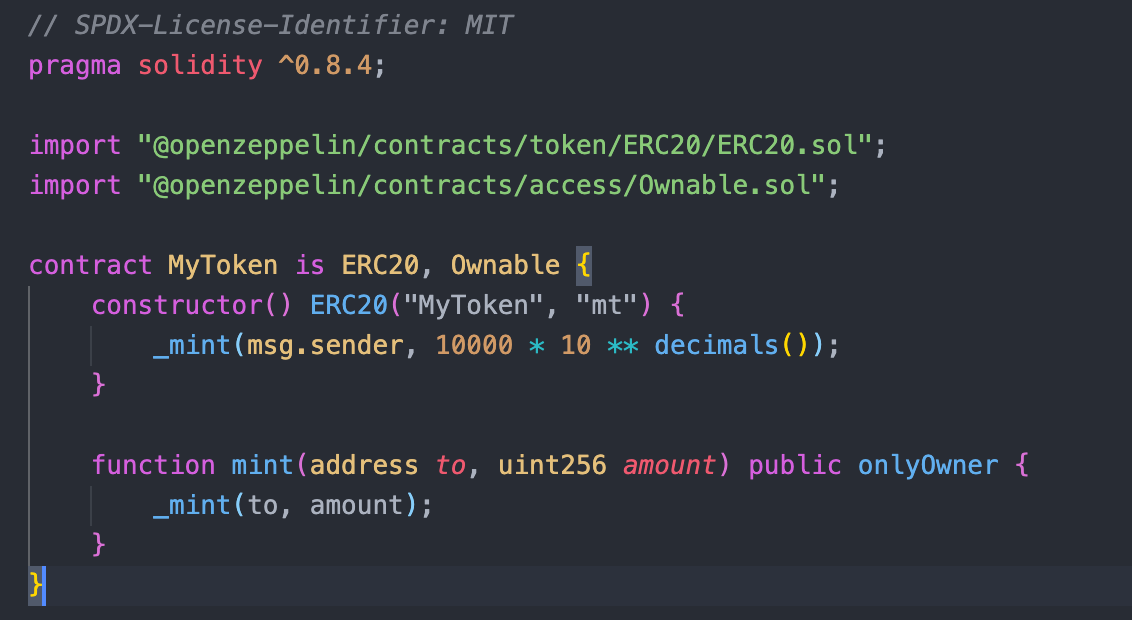 // SPDX-License-Identifier: MIT
pragma solidity ^0.8.4;
import "@openzeppelin/contracts/token/ERC20/ERC20.sol";
import "@openzeppelin/contracts/access/Ownable.sol";
contract MyToken is ERC20, Ownable {
constructor() ERC20("MyToken", "mt") {
_mint(msg.sender, 10000 * 10 ** decimals());
}
function mint(address to, uint256 amount) public onlyOwner {
_mint(to, amount);
}
}